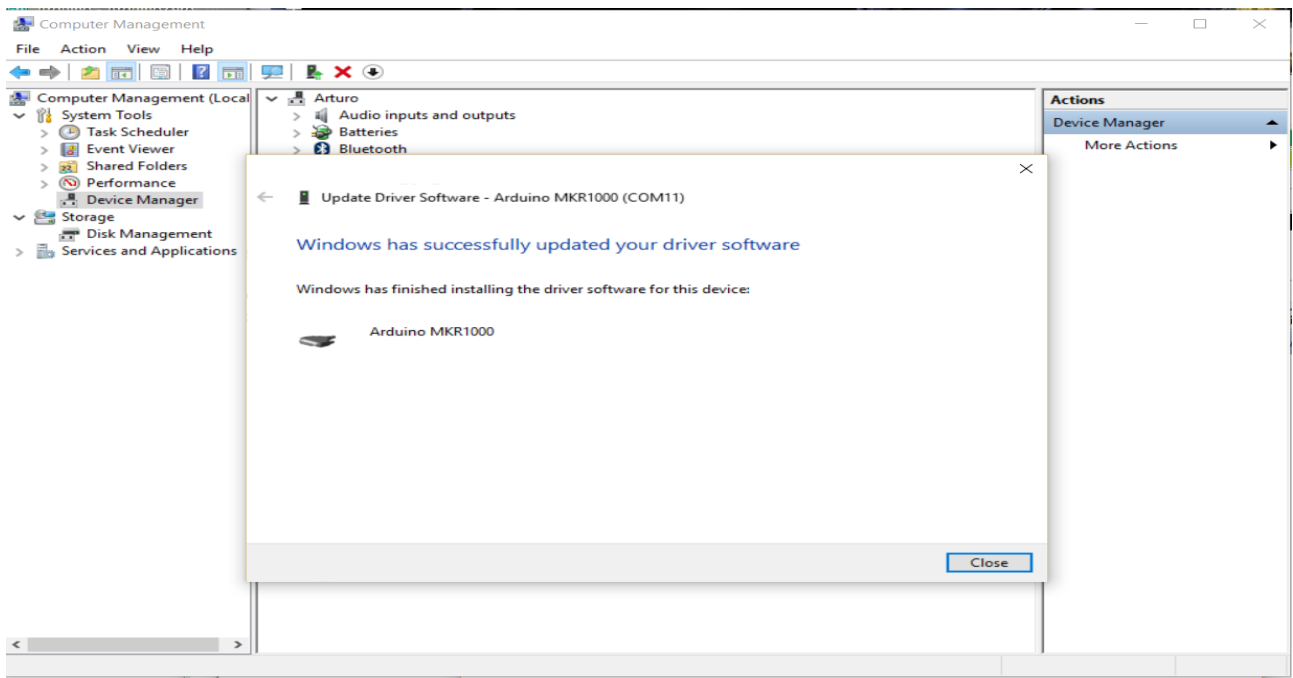 Computer Management
File Action View Help
Computer Management (Local
System Tools
Task Scheduler
Event Viewer
Shared Folders
Performance
Device Manager
Storage
Disk Management
Services and Applications
Arturo
Audio inputs and outputs
Batteries
Bluetooth
Update Driver Software - Arduino MKR1000 (COM11)
Windows has successfully updated your driver software
Windows has finished installing the driver software for this device:
Arduino MKR1000
Close
Actions
Device Manager
More Actions